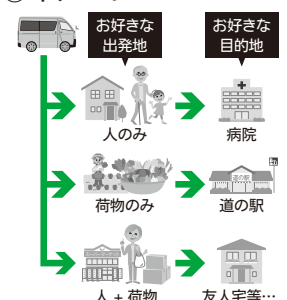 お好きな
出発地
お好きな
目的地
人のみ
病院
荷物のみ
道の駅
道の駅
人 + 荷物
友人宅等…